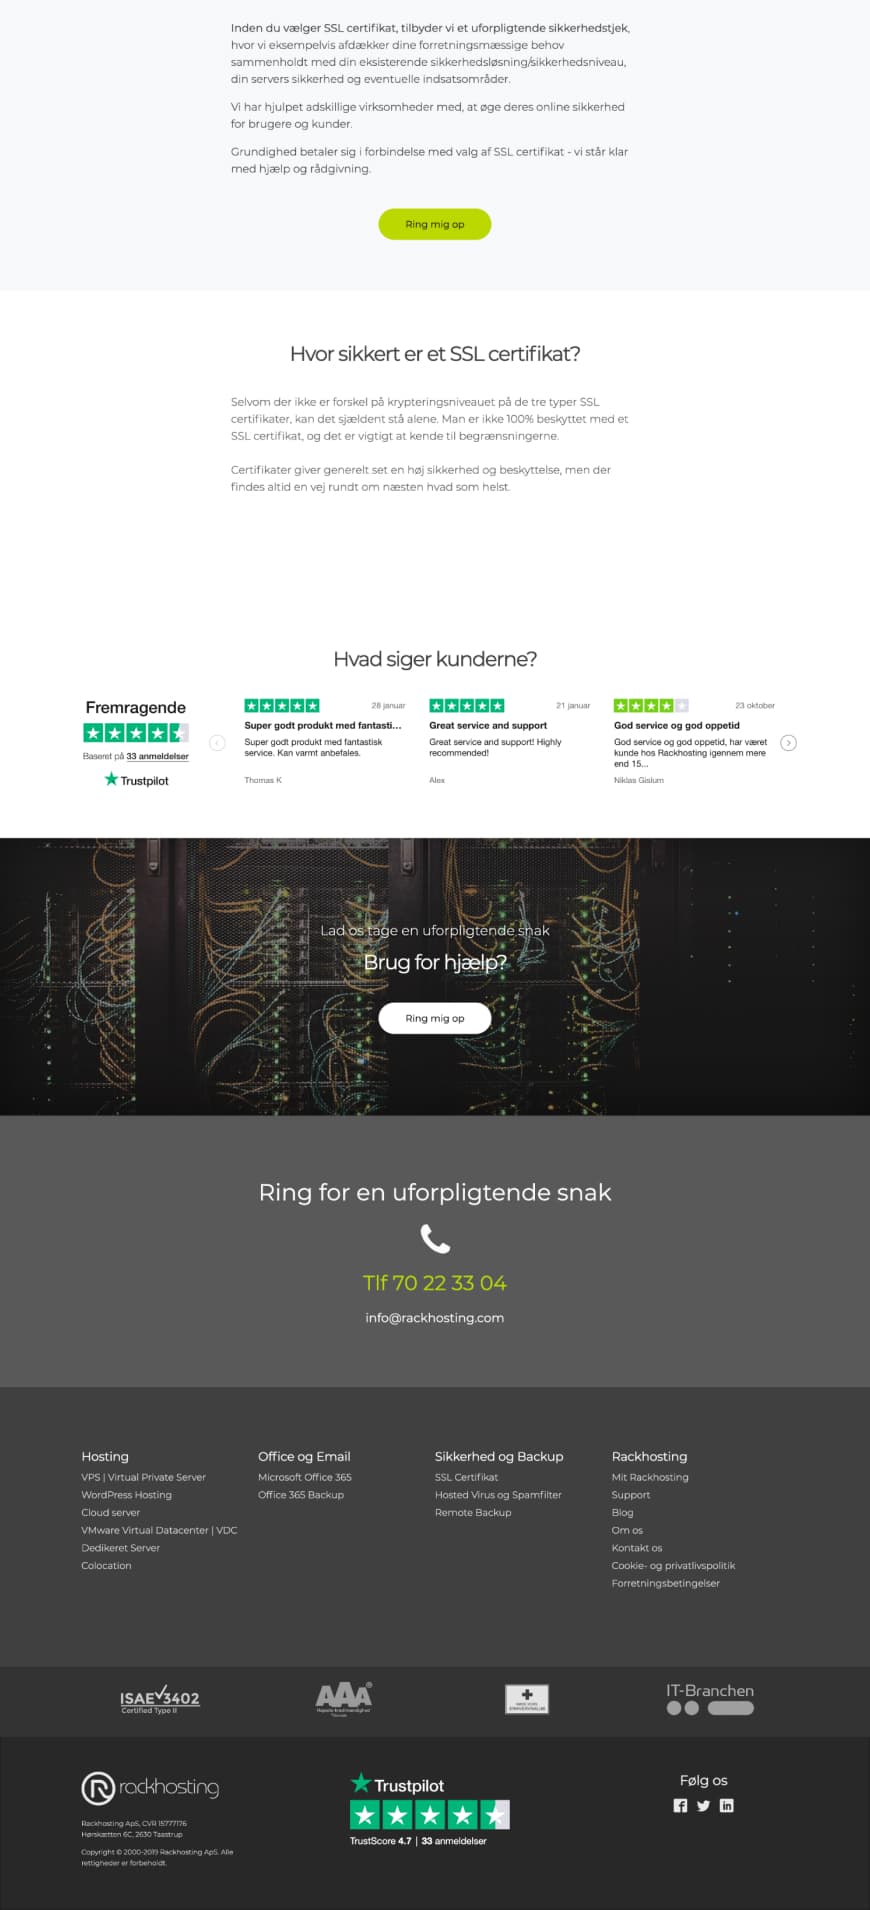 Inden du vælger SSL certifikat, tilbyder vi et uforpligtende sikkerhedstjek,
hvor vi eksempelvis afdækker dine forretningsmæssige behov
sammenholdt med din eksisterende sikkerhedsløsning/sikkerhedsniveau,
din servers sikkerhed og eventuelle indsatsområder.
Vi har hjulpet adskillige virksomheder med, at øge deres online sikkerhed
for brugere og kunder.
Grundighed betaler sig i forbindelse med valg af SSL certifikat - vi står klar
med hjælp og rådgivning.
Ring mig op
Hvor sikkert er et SSL certifikat?
Selvom der ikke er forskel på krypteringsniveauet på de tre typer SSL
certifikater, kan det sjældent stå alene. Man er ikke 100% beskyttet med et
SSL certifikat, og det er vigtigt at kende til begrænsningerne.
Certifikater giver generelt set en høj sikkerhed og beskyttelse, men der
findes altid en vej rundt om næsten hvad som helst.
Hvad siger kunderne?
Fremragende
Baseret på 33 anmeldelser
Trustpilot
28 januar
Super godt produkt med fantasti...
Super godt produkt med fantastisk
service. Kan varmt anbefales.
Thomas K
21 januar
Great service and support
Great service and support! Highly
recommended!
Alex
23 oktober
God service og god oppetid
God service og god oppetid, har været
kunde hos Rackhosting igennem mere
end 15...
Niklas Gislum
Lad os tage en uforpligtende snak
Brug for hjælp?
Ring mig op
Ring for en uforpligtende snak
Tlf 70 22 33 04
info@rackhosting.com
Hosting
VPS | Virtual Private Server
WordPress Hosting
Cloud server
VMware Virtual Datacenter | VDC
Dedikeret Server
Colocation
Office og Email
Microsoft Office 365
Office 365 Backup
Sikkerhed og Backup
SSL Certifikat
Hosted Virus og Spamfilter
Remote Backup
Rackhosting
Mit Rackhosting
Support
Blog
Om os
Kontakt os
Cookie- og privatlivspolitik
Forretningsbetingelser
ISAE 3402
Certified Type II
AAA
Højeste kreditværdighed
IT-Branchen
rackhosting
Rackhosting ApS, CVR 15777176
Hørskætten 6C, 2630 Taastrup
Copyright © 2000-2019 Rackhosting ApS. Alle
rettigheder er forbeholdt.
Trustpilot
TrustScore 4.7 | 33 anmeldelser
Følg os